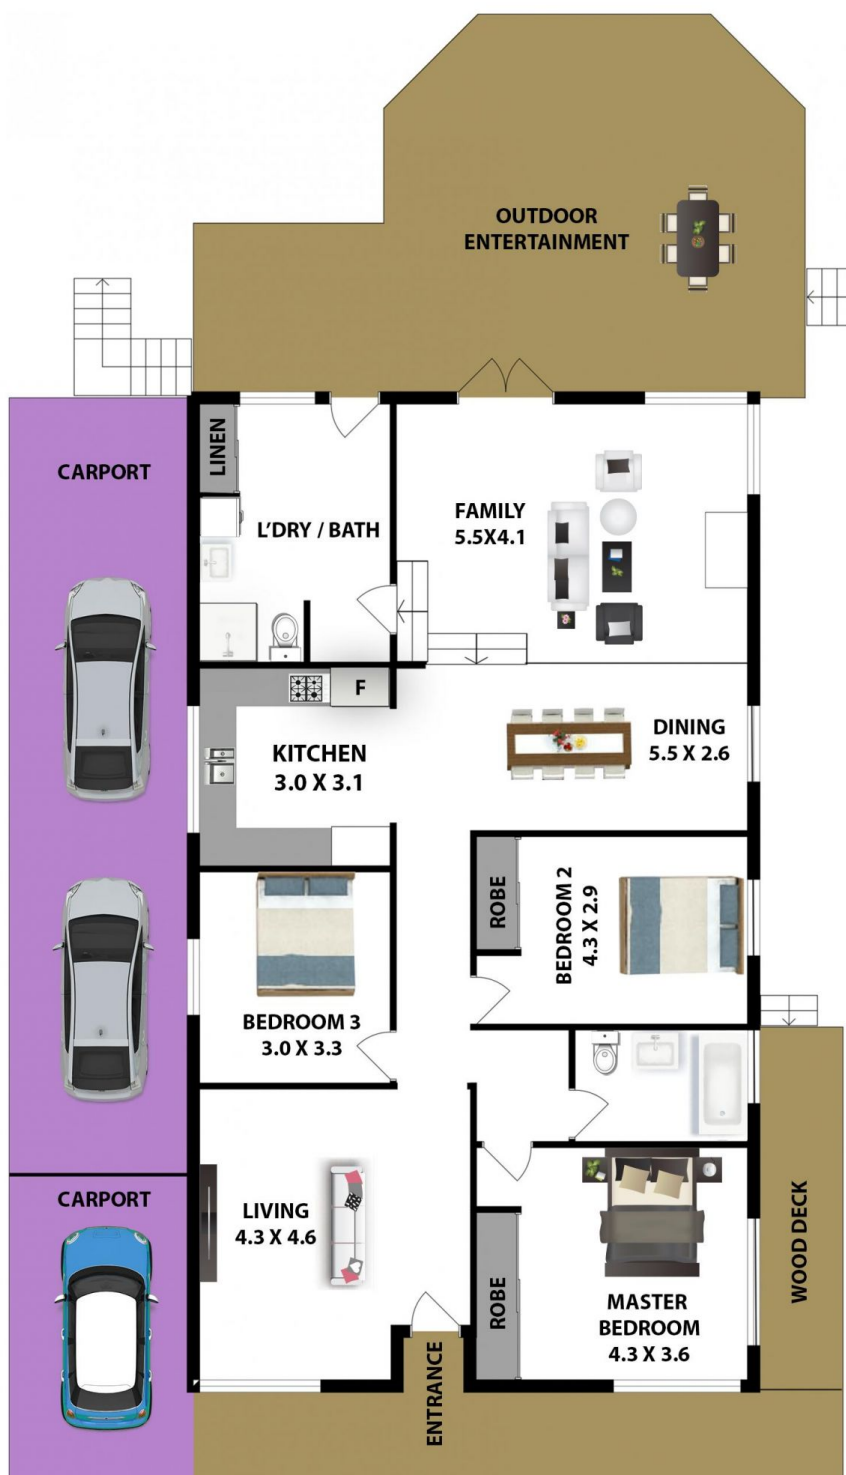 OUTDOOR
ENTERTAINMENT
CARPORT
LINEN
L'DRY / BATH
FAMILY
5.5X4.1
F
KITCHEN
3.0 X 3.1
DINING
5.5 X 2.6
ROBE
BEDROOM 2
4.3 X 2.9
BEDROOM 3
3.0 X 3.3
CARPORT
LIVING
4.3 X 4.6
ROBE
MASTER
BEDROOM
4.3 X 3.6
WOOD DECK
ENTRANCE